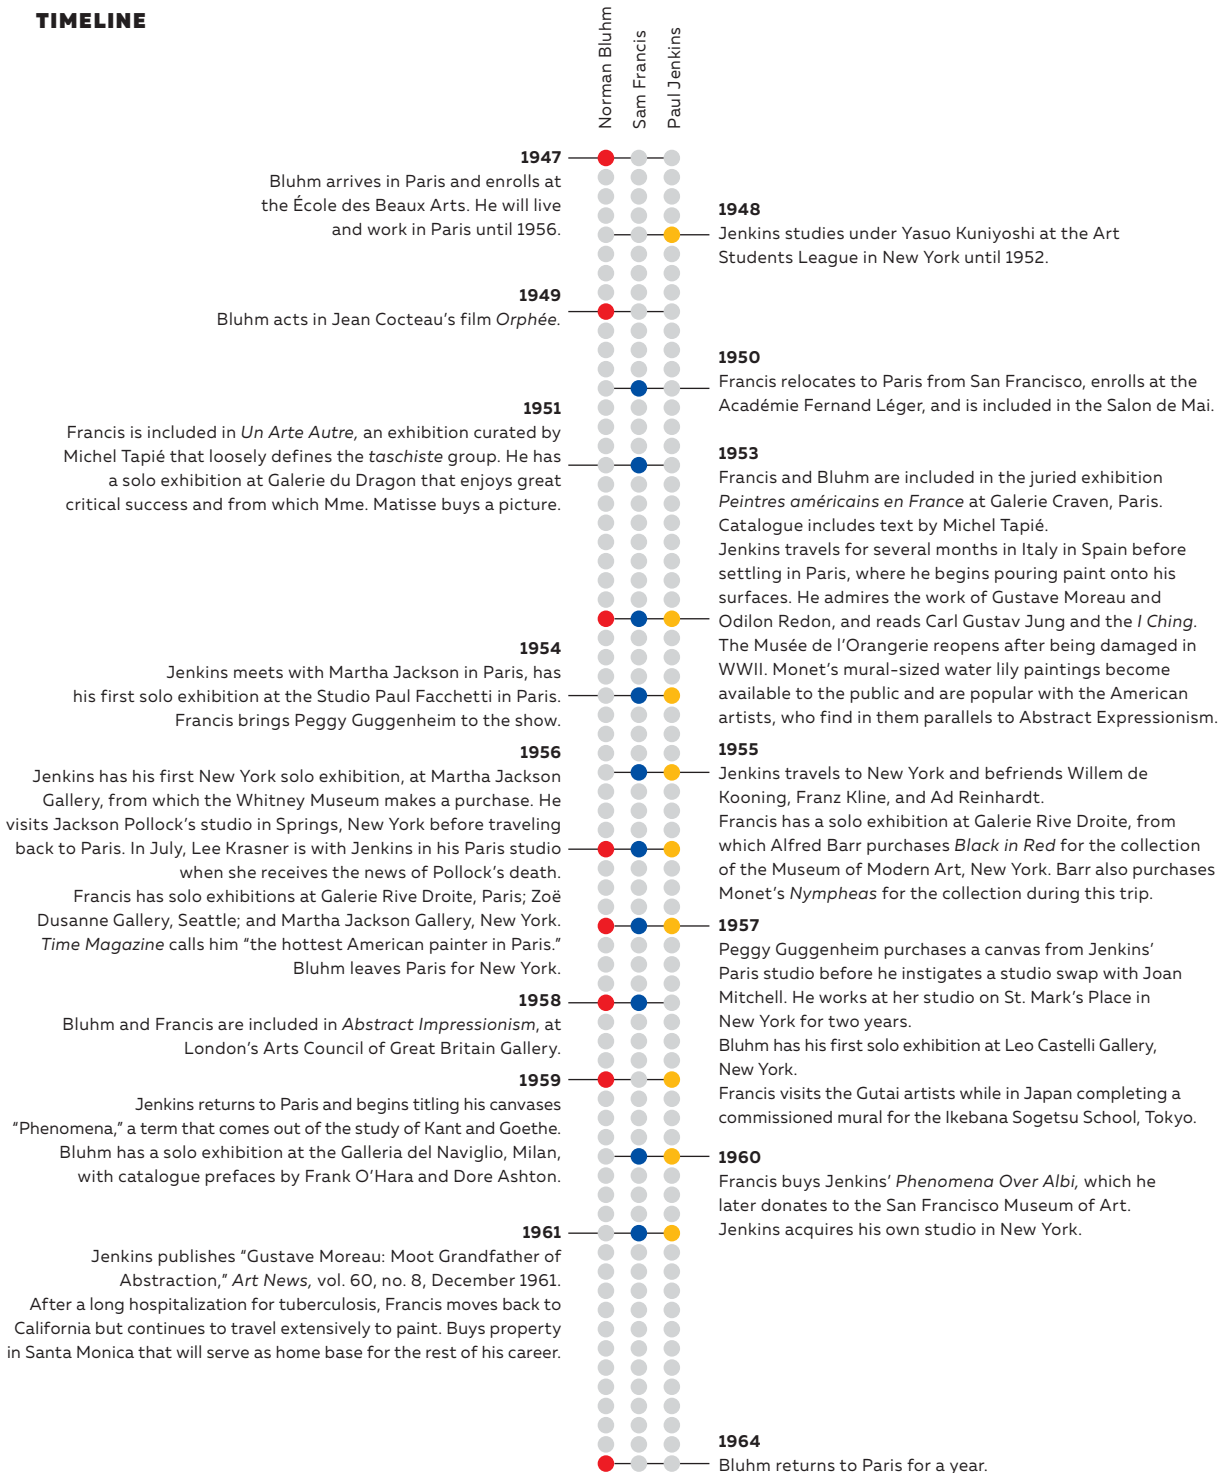 TIMELINE
Norman Bluhm
Sam Francis
Paul Jenkins
1947
Bluhm arrives in Paris and enrolls at
the École des Beaux Arts. He will live
and work in Paris until 1956.
1948
Jenkins studies under Yasuo Kuniyoshi at the Art
Students League in New York until 1952.
1949
Bluhm acts in Jean Cocteau’s film Orphée.
1950
Francis relocates to Paris from San Francisco, enrolls at the
Académie Fernand Léger, and is included in the Salon de Mai.
1951
Francis is included in Un Arte Autre, an exhibition curated by
Michel Tapié that loosely defines the taschiste group. He has
a solo exhibition at Galerie du Dragon that enjoys great
critical success and from which Mme. Matisse buys a picture.
1953
Francis and Bluhm are included in the juried exhibition
Peintres américains en France at Galerie Craven, Paris.
Catalogue includes text by Michel Tapié.
Jenkins travels for several months in Italy in Spain before
settling in Paris, where he begins pouring paint onto his
surfaces. He admires the work of Gustave Moreau and
Odilon Redon, and reads Carl Gustav Jung and the I Ching.
The Musée de l’Orangerie reopens after being damaged in
WWII. Monet’s mural-sized water lily paintings become
available to the public and are popular with the American
artists, who find in them parallels to Abstract Expressionism.
1954
Jenkins meets with Martha Jackson in Paris, has
his first solo exhibition at the Studio Paul Facchetti in Paris.
Francis brings Peggy Guggenheim to the show.
1955
Jenkins travels to New York and befriends Willem de
Kooning, Franz Kline, and Ad Reinhardt.
Francis has a solo exhibition at Galerie Rive Droite, from
which Alfred Barr purchases Black in Red for the collection
of the Museum of Modern Art, New York. Barr also purchases
Monet’s Nympheas for the collection during this trip.
1956
Jenkins has his first New York solo exhibition, at Martha Jackson
Gallery, from which the Whitney Museum makes a purchase. He
visits Jackson Pollock’s studio in Springs, New York before traveling
back to Paris. In July, Lee Krasner is with Jenkins in his Paris studio
when she receives the news of Pollock’s death.
Francis has solo exhibitions at Galerie Rive Droite, Paris; Zoë
Dusanne Gallery, Seattle; and Martha Jackson Gallery, New York.
Time Magazine calls him “the hottest American painter in Paris.”
Bluhm leaves Paris for New York.
1957
Peggy Guggenheim purchases a canvas from Jenkins’
Paris studio before he instigates a studio swap with Joan
Mitchell. He works at her studio on St. Mark’s Place in
New York for two years.
Bluhm has his first solo exhibition at Leo Castelli Gallery,
New York.
Francis visits the Gutai artists while in Japan completing a
commissioned mural for the Ikebana Sogetsu School, Tokyo.
1958
Bluhm and Francis are included in Abstract Impressionism, at
London’s Arts Council of Great Britain Gallery.
1959
Jenkins returns to Paris and begins titling his canvases
“Phenomena,” a term that comes out of the study of Kant and Goethe.
Bluhm has a solo exhibition at the Galleria del Naviglio, Milan,
with catalogue prefaces by Frank O’Hara and Dore Ashton.
1960
Francis buys Jenkins’ Phenomena Over Albi, which he
later donates to the San Francisco Museum of Art.
Jenkins acquires his own studio in New York.
1961
Jenkins publishes “Gustave Moreau: Moot Grandfather of
Abstraction,” Art News, vol. 60, no. 8, December 1961.
After a long hospitalization for tuberculosis, Francis moves back to
California but continues to travel extensively to paint. Buys property
in Santa Monica that will serve as home base for the rest of his career.
1964
Bluhm returns to Paris for a year.